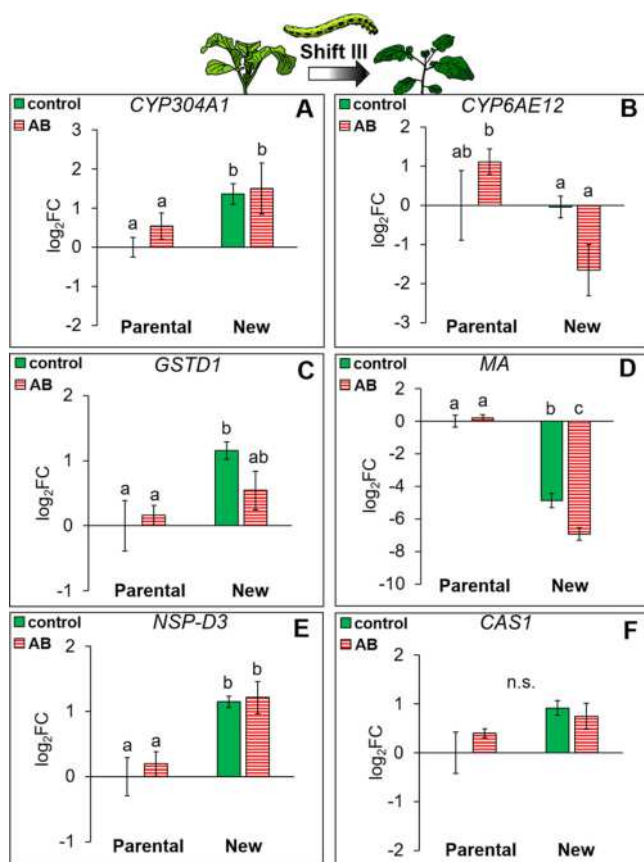 Shift III
control
AB
CYP304A1
A
log₂FC
3
2
1
0
-1
-2
a
a
b
b
Parental
New
CYP6AE12
B
log₂FC
2
1
0
-1
-2
-3
ab
b
a
a
Parental
New
control
AB
GSTD1
C
log₂FC
2
1
0
-1
a
a
b
ab
Parental
New
control
AB
MA
D
log₂FC
2
0
-2
-4
-6
-8
-10
a
a
b
c
Parental
New
control
AB
NSP-D3
E
log₂FC
2
1
0
-1
a
a
b
b
Parental
New
control
AB
CAS1
F
log₂FC
2
1
0
-1
-2
n.s.
Parental
New